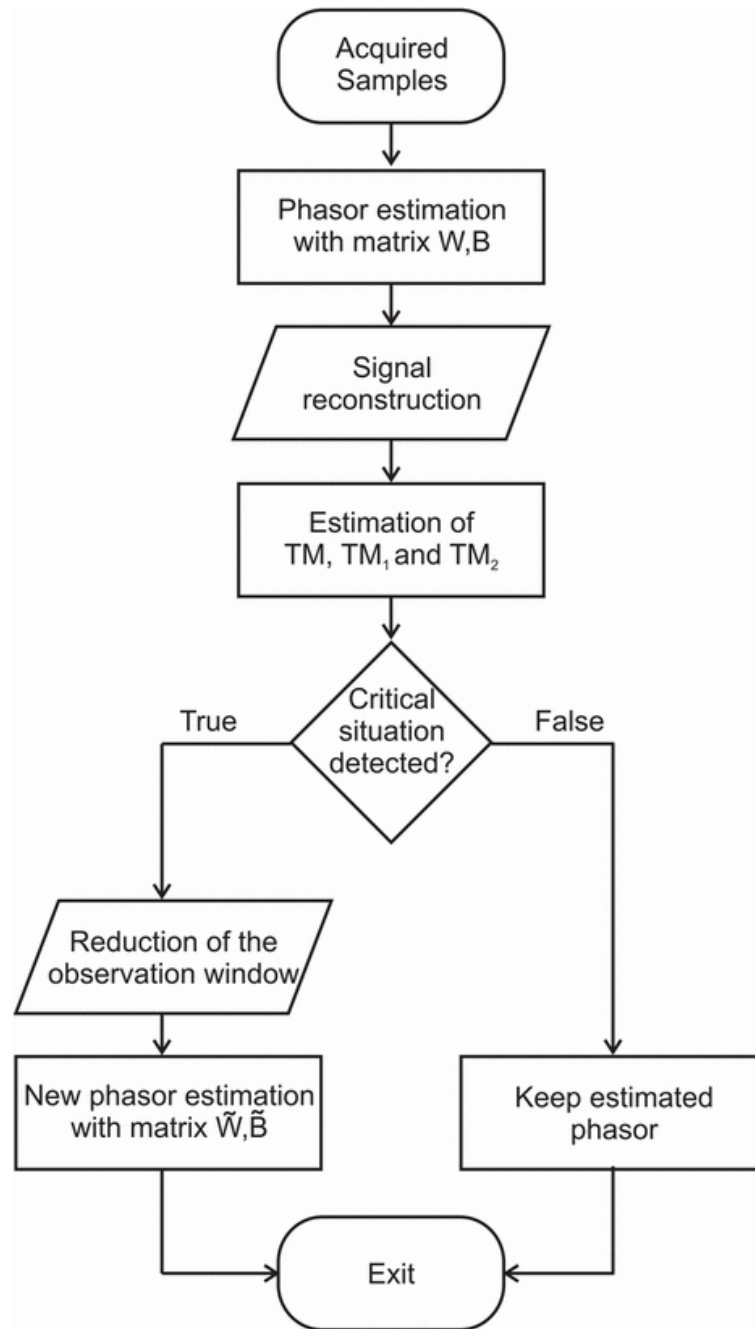 Acquired
Samples
Phasor estimation
with matrix W,B
Signal
reconstruction
Estimation of
TM, TM₁ and TM₂
Critical
situation
detected?
True
False
Reduction of the
observation window
New phasor estimation
with matrix W̃,B̃
Keep estimated
phasor
Exit